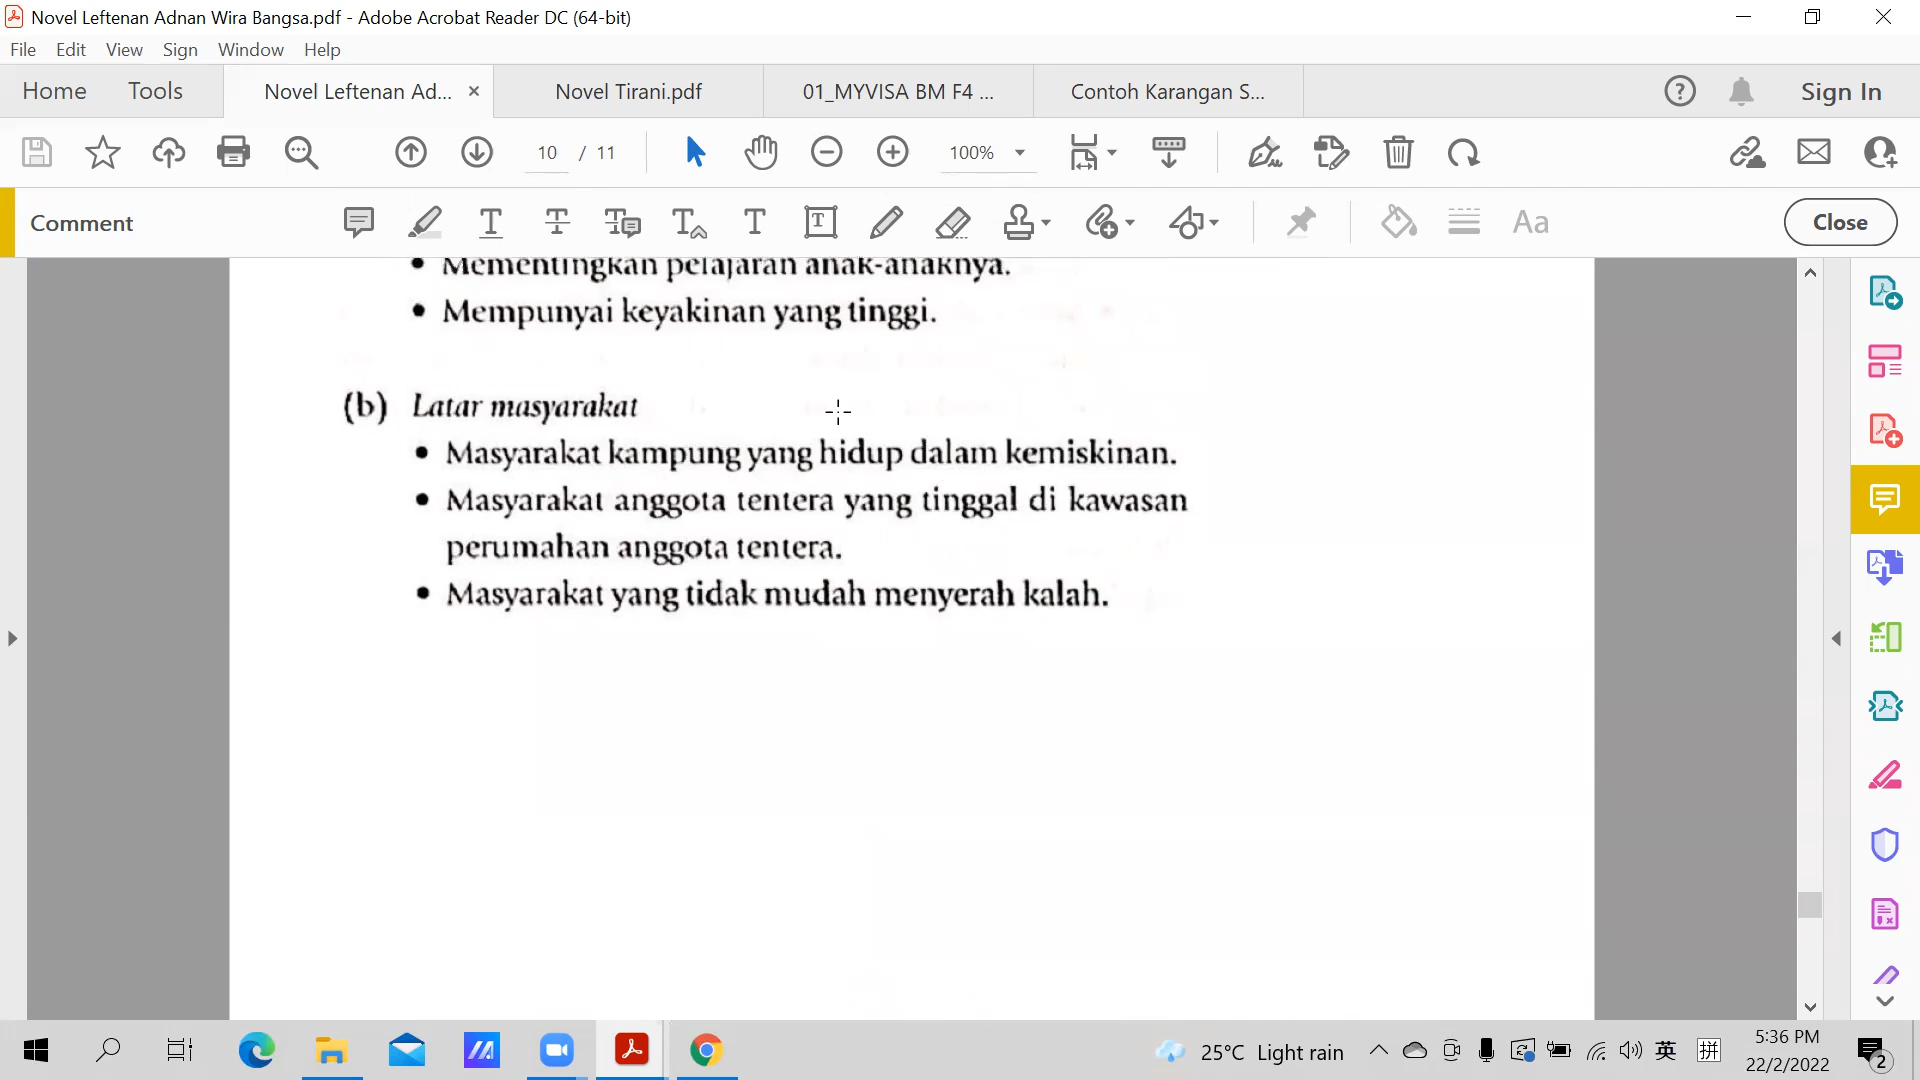 Novel Leftenan Adnan Wira Bangsa.pdf - Adobe Acrobat Reader DC (64-bit)
File Edit View Sign Window Help
Home Tools Novel Leftenan Ad... × Novel Tirani.pdf 01_MYVISA BM F4 ... Contoh Karangan S... Sign In
10 / 11 100%
Comment Aa Close
• Mementingkan pelajaran anak-anaknya.
• Mempunyai keyakinan yang tinggi.
(b) Latar masyarakat
• Masyarakat kampung yang hidup dalam kemiskinan.
• Masyarakat anggota tentera yang tinggal di kawasan
perumahan anggota tentera.
• Masyarakat yang tidak mudah menyerah kalah.
25°C Light rain 英 拼 5:36 PM
22/2/2022 2